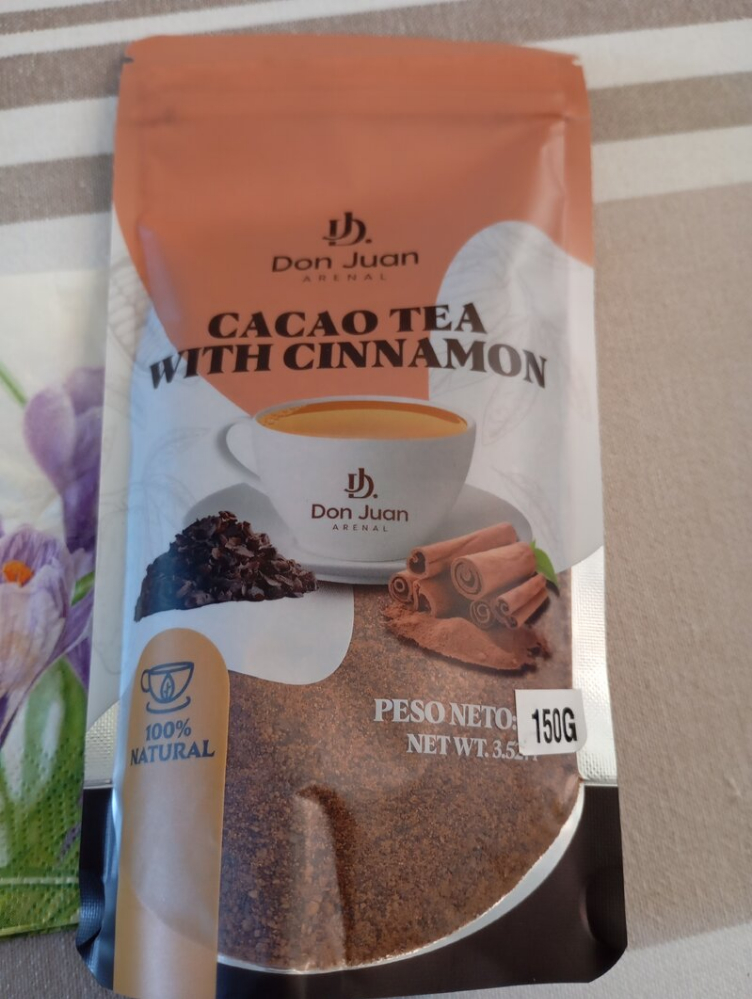 Don Juan
ARENAL
CACAO TEA
WITH CINNAMON
Don Juan
ARENAL
100%
NATURAL
PESO NETO: 150G
NET WT.